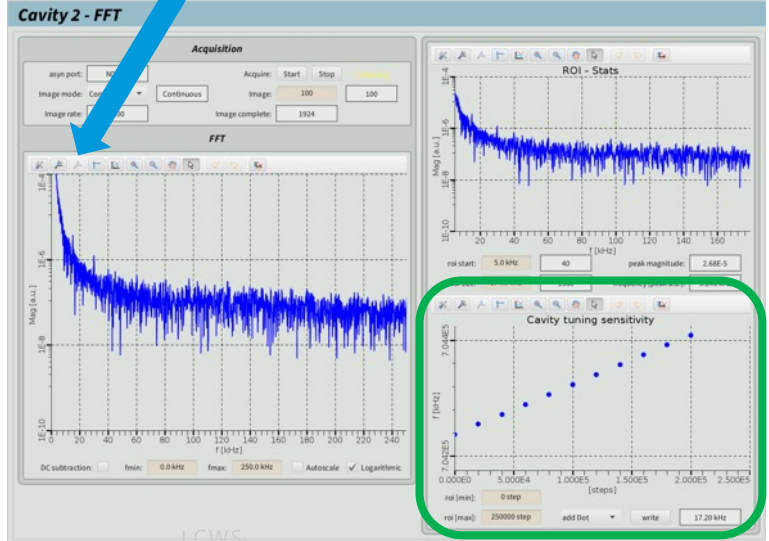 Cavity 2 - FFT
Acquisition
asyn port:
Acquire: Start Stop
Image mode: Continuous Image: 100 100
Image rate: Image complete: 1924
FFT
1E-4
1E-6
1E-8
1E-10
Mag [a.u.]
0 20 40 60 80 100 120 140 160 180 200 220 240
f [kHz]
DC subtraction: fmin: 0.0 kHz fmax: 250.0 kHz Autoscale Logarithmic
ROI - Stats
1E-4
1E-6
1E-8
1E-10
Mag [a.u.]
20 40 60 80 100 120 140 160
f [kHz]
roi start: 5.0 kHz 40 peak magnitude: 2.68E-5
Cavity tuning sensitivity
7.044E5
7.042E5
f [kHz]
0.000E0 5.000E4 1.000E5 1.500E5 2.000E5 2.500E5
[steps]
roi [min]: 0 step
roi [max]: 250000 step add Dot write 17.20 kHz
LCWS